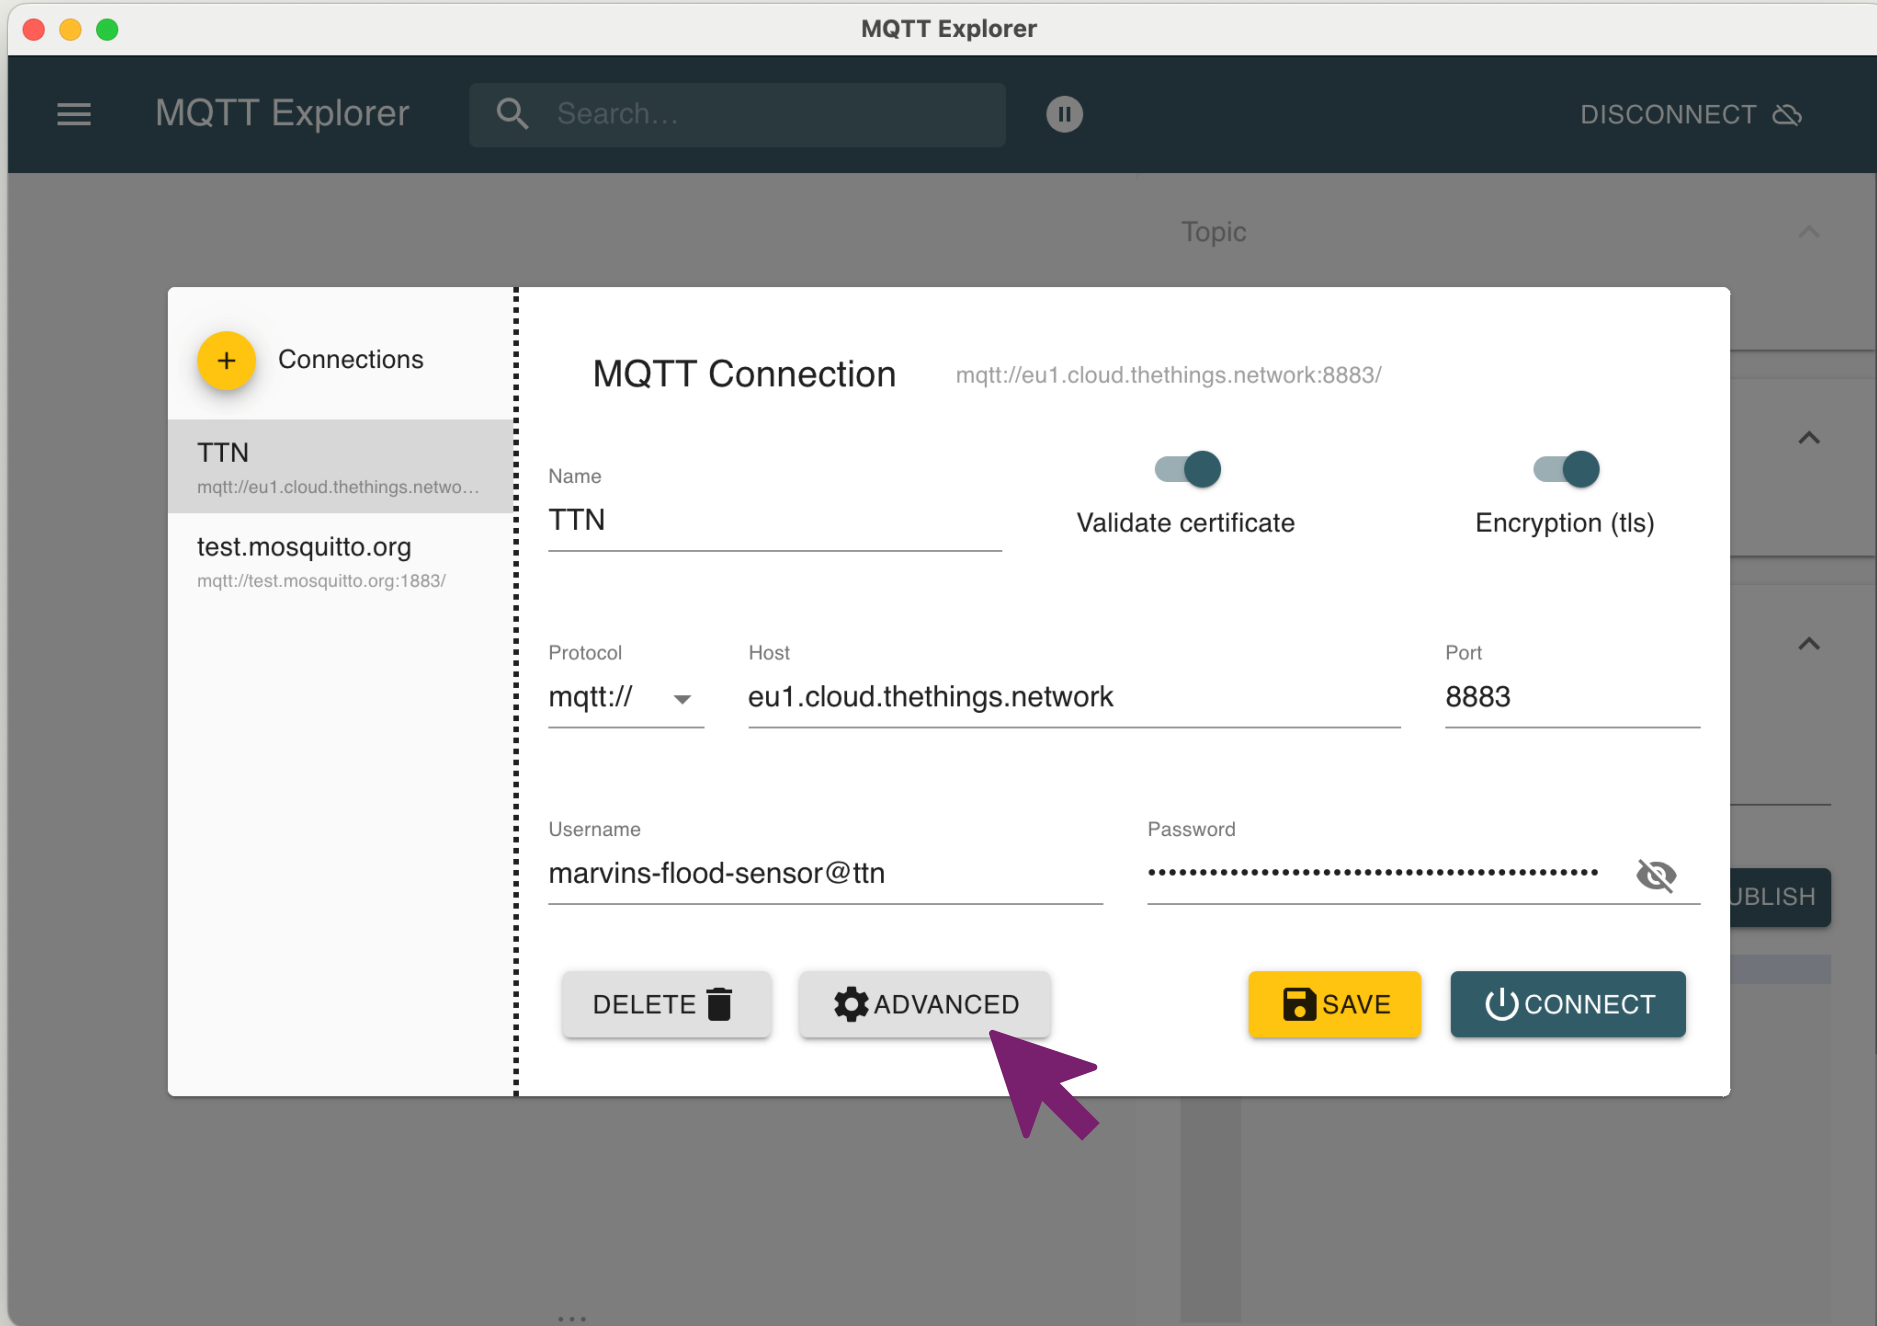 MQTT Explorer
MQTT Explorer
Search...
DISCONNECT
Topic
Connections
TTN
mqtt://eu1.cloud.thethings.netwo...
test.mosquitto.org
mqtt://test.mosquitto.org:1883/
MQTT Connection
mqtt://eu1.cloud.thethings.network:8883/
Name
TTN
Validate certificate
Encryption (tls)
Protocol
Host
Port
mqtt://
eu1.cloud.thethings.network
8883
Username
Password
marvins-flood-sensor@ttn
UBLISH
DELETE
ADVANCED
SAVE
CONNECT